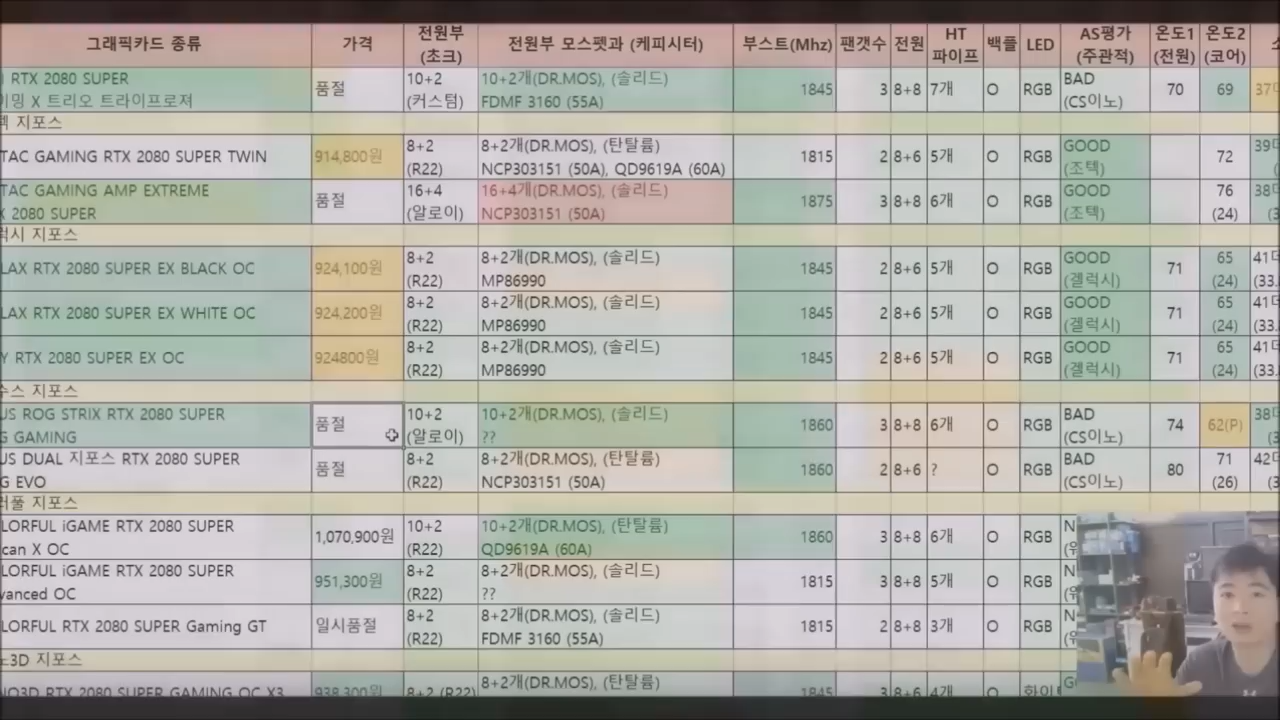 그래픽카드 종류 가격 전원부 (초크) 전원부 모스펫과 (케피시터) 부스트(Mhz) 팬갯수 전원 HT 파이프 백플 LED AS평가 (주관적) 온도1 (전원) 온도2 (코어)
RTX 2080 SUPER 품절 10+2 10+2개(DR.MOS), (솔리드) 1845 3 8+8 7개 O RGB BAD 70 69
X 트리오 트라이프로져 (커스텀) FDMF 3160 (55A) (CS이노)
지포스
TAC GAMING RTX 2080 SUPER TWIN 914,800원 8+2 8+2개(DR.MOS), (탄탈륨) 1815 2 8+6 5개 O RGB GOOD 72
(R22) NCP303151 (50A), QD9619A (60A) (조텍)
TAC GAMING AMP EXTREME 품절 16+4 16+4개(DR.MOS), (솔리드) 1875 3 8+8 6개 O RGB GOOD 76
2080 SUPER (알로이) NCP303151 (50A) (조텍) (24)
지포스
LAX RTX 2080 SUPER EX BLACK OC 924,100원 8+2 8+2개(DR.MOS), (솔리드) 1845 2 8+6 5개 O RGB GOOD 71 65
(R22) MP86990 (겔럭시) (24)
LAX RTX 2080 SUPER EX WHITE OC 924,200원 8+2 8+2개(DR.MOS), (솔리드) 1845 2 8+6 5개 O RGB GOOD 71 65
(R22) MP86990 (겔럭시) (24)
RTX 2080 SUPER EX OC 924800원 8+2 8+2개(DR.MOS), (솔리드) 1845 2 8+6 5개 O RGB GOOD 71 65
(R22) MP86990 (겔럭시) (24)
지포스
US ROG STRIX RTX 2080 SUPER 품절 10+2 10+2개(DR.MOS), (솔리드) 1860 3 8+8 6개 O RGB BAD 74 62(P)
G GAMING (알로이) ?? (CS이노)
US DUAL 지포스 RTX 2080 SUPER 품절 8+2 8+2개(DR.MOS), (탄탈륨) 1860 2 8+6 ? O RGB BAD 80 71
G EVO (R22) NCP303151 (50A) (CS이노) (26)
지포스
LORFUL iGAME RTX 2080 SUPER 1,070,900원 10+2 10+2개(DR.MOS), (탄탈륨) 1860 3 8+8 6개 O RGB
can X OC (R22) QD9619A (60A)
LORFUL iGAME RTX 2080 SUPER 951,300원 8+2 8+2개(DR.MOS), (솔리드) 1815 3 8+8 5개 O RGB
vanced OC (R22) ??
LORFUL RTX 2080 SUPER Gaming GT 일시품절 8+2 8+2개(DR.MOS), (솔리드) 1815 2 8+8 3개 O RGB
(R22) FDMF 3160 (55A)
3D 지포스
RTX 2080 SUPER GAMING OC X3 938,300원 8+2 (R22) 8+2개(DR.MOS), (탄탈륨) 1845 3 8+6 4개 O